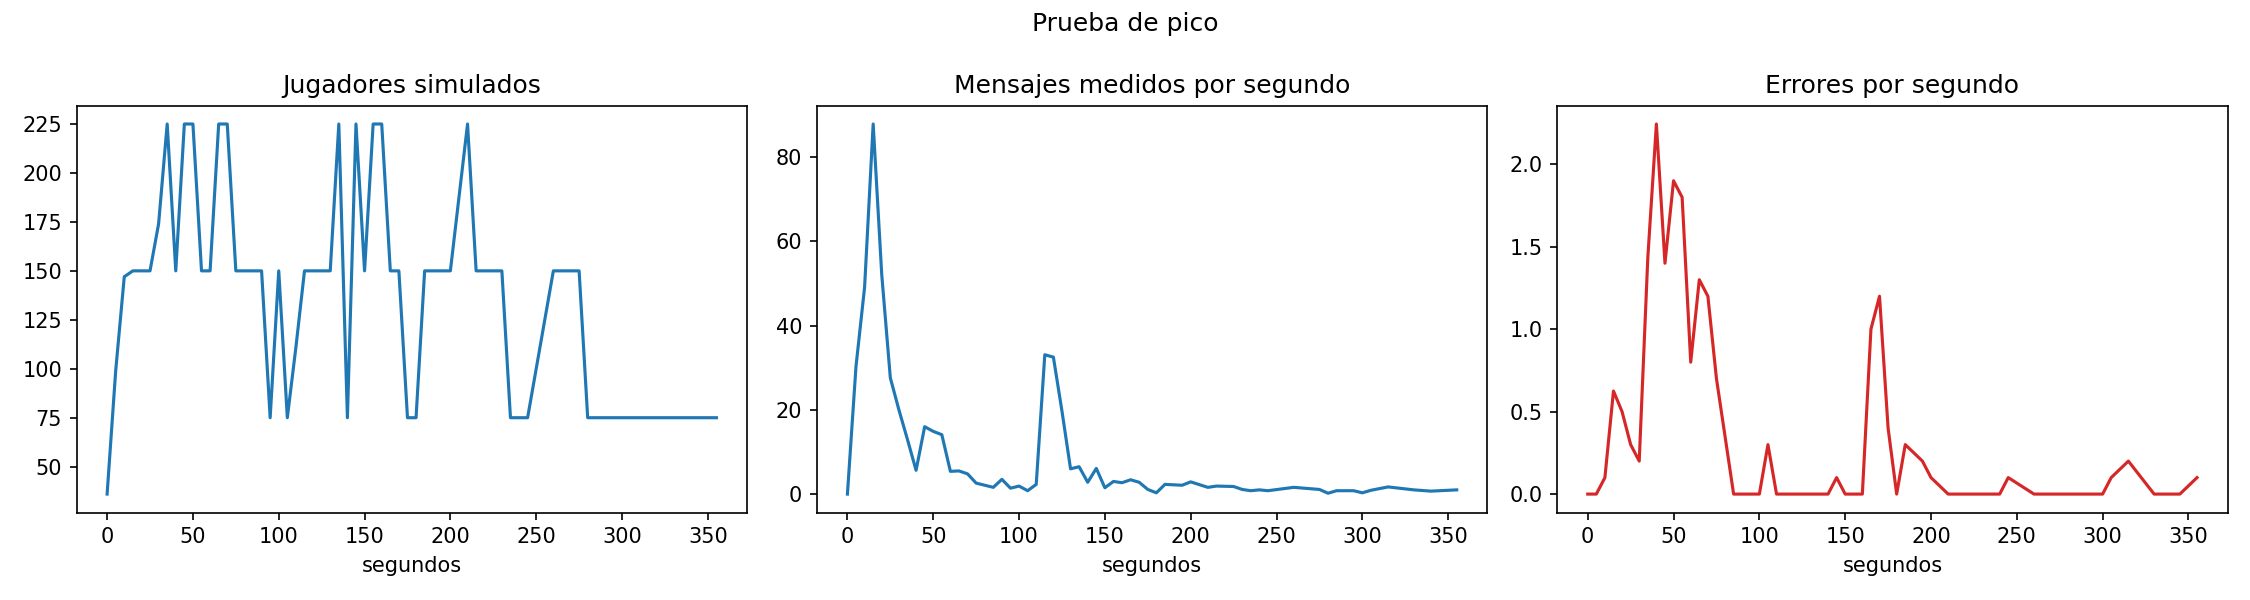 Prueba de pico
Jugadores simulados
225
200
175
150
125
100
75
50
0 50 100 150 200 250 300 350
segundos
Mensajes medidos por segundo
80
60
40
20
0
0 50 100 150 200 250 300 350
segundos
Errores por segundo
2.0
1.5
1.0
0.5
0.0
0 50 100 150 200 250 300 350
segundos